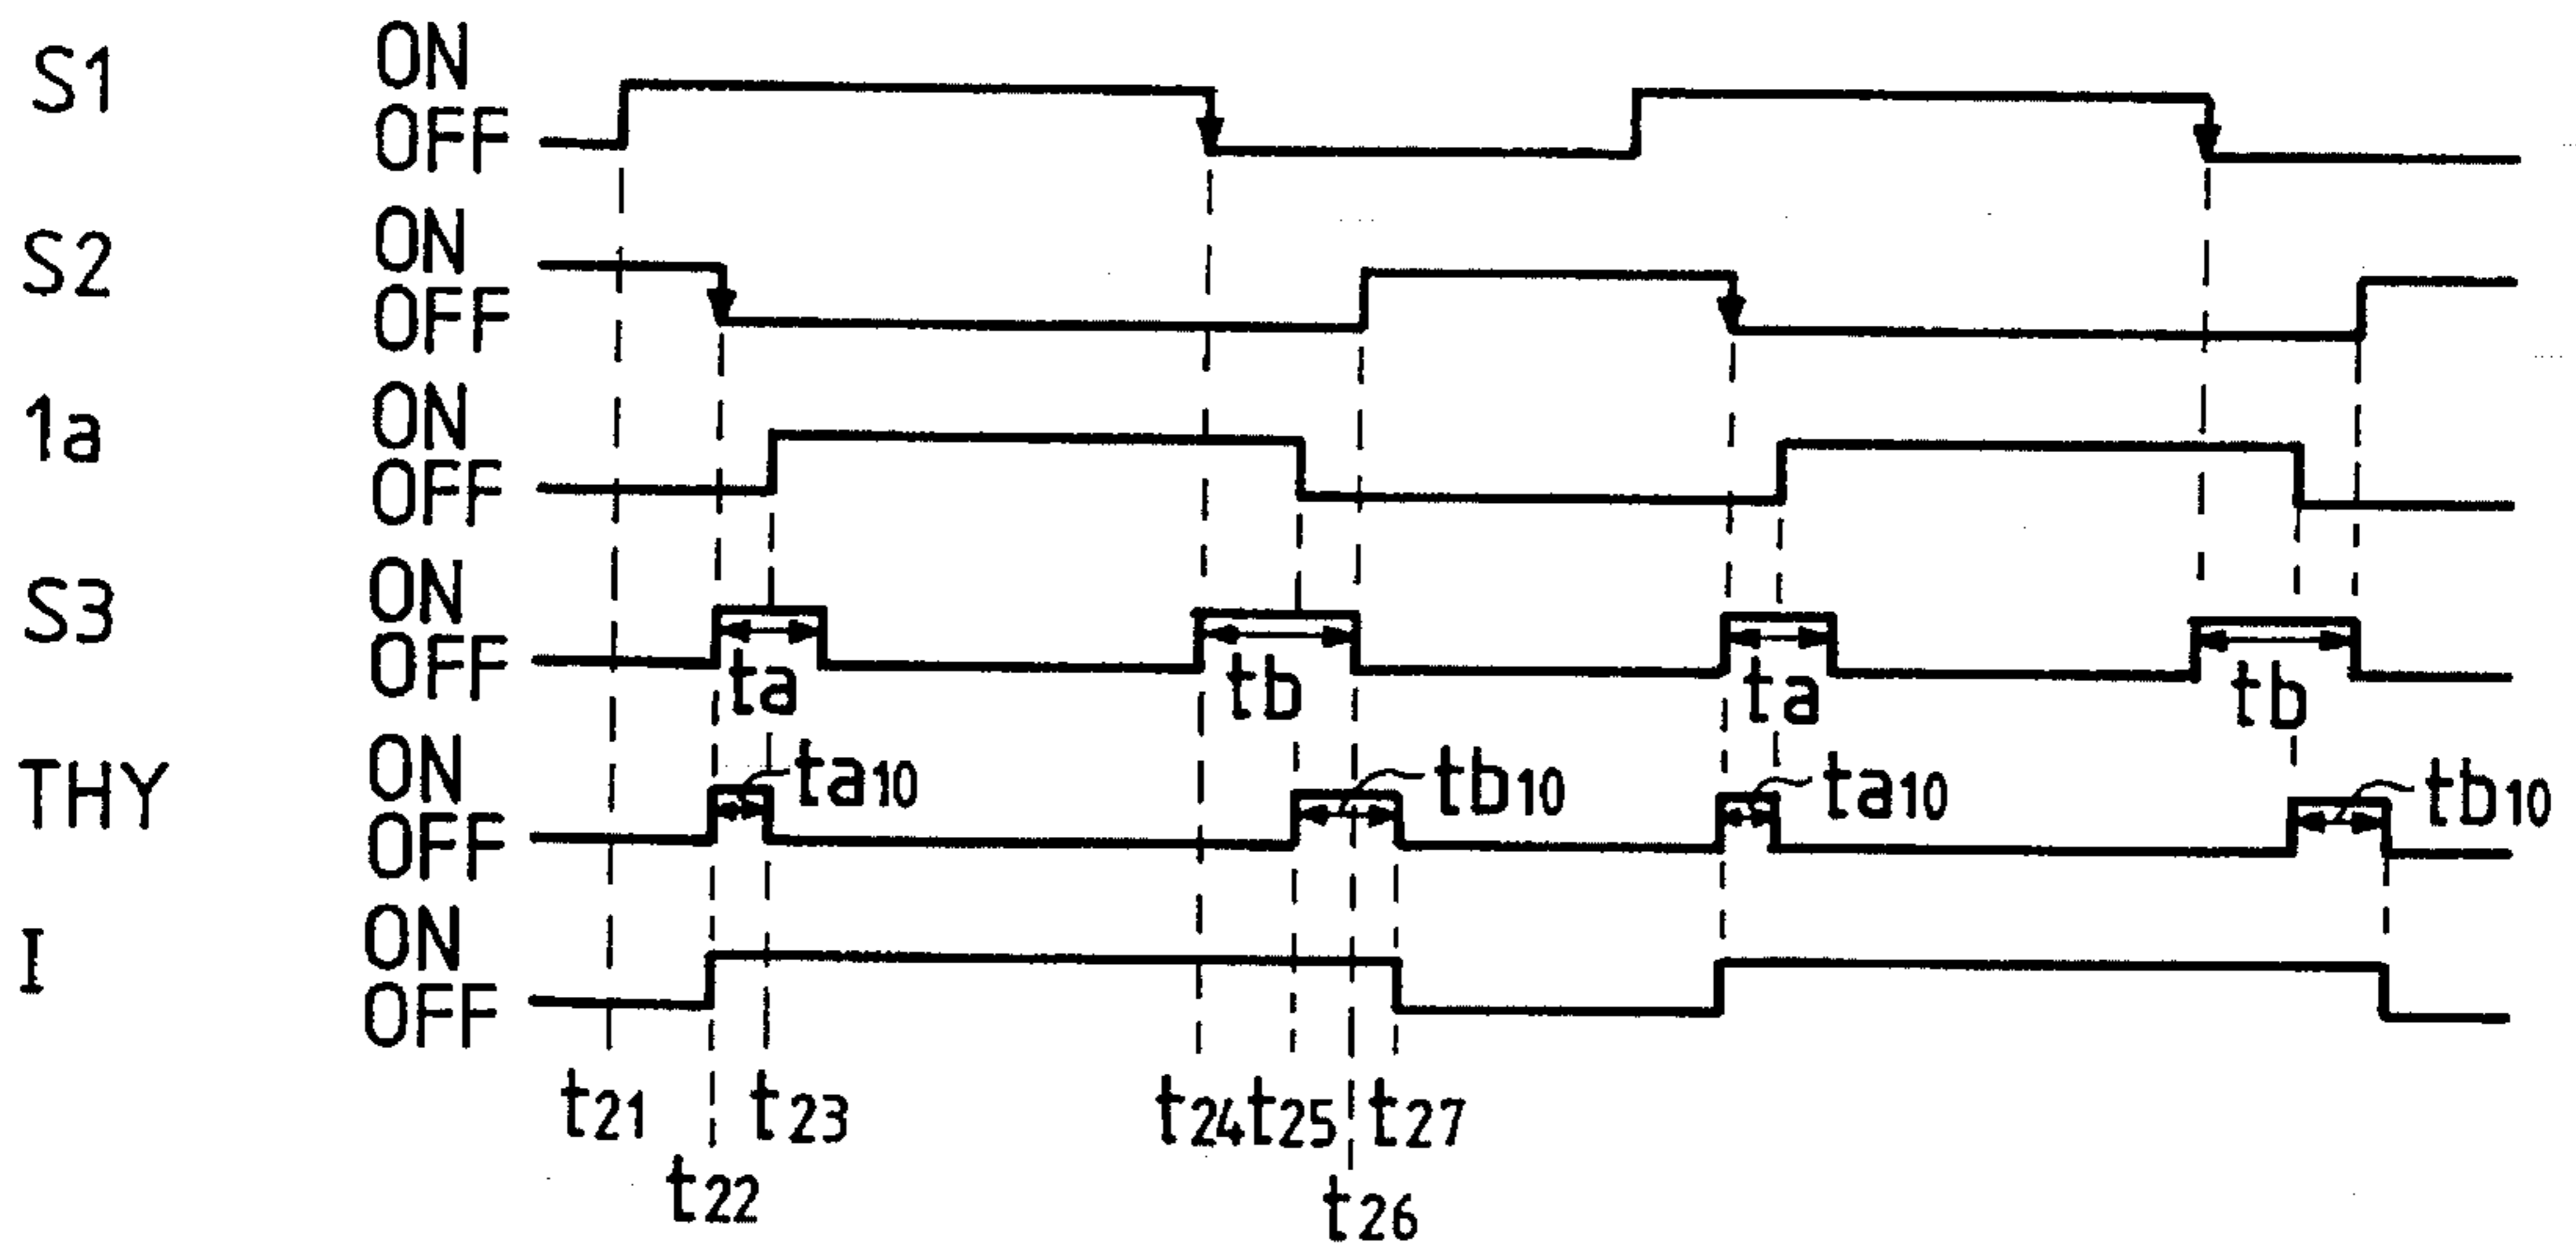 S1 ON
OFF
S2 ON
OFF
1a ON
OFF
S3 ON
OFF
ta tb ta tb
THY ON
OFF
ta10 tb10 ta10 tb10
I ON
OFF
t21 t23 t24 t25 t27
t22 t26